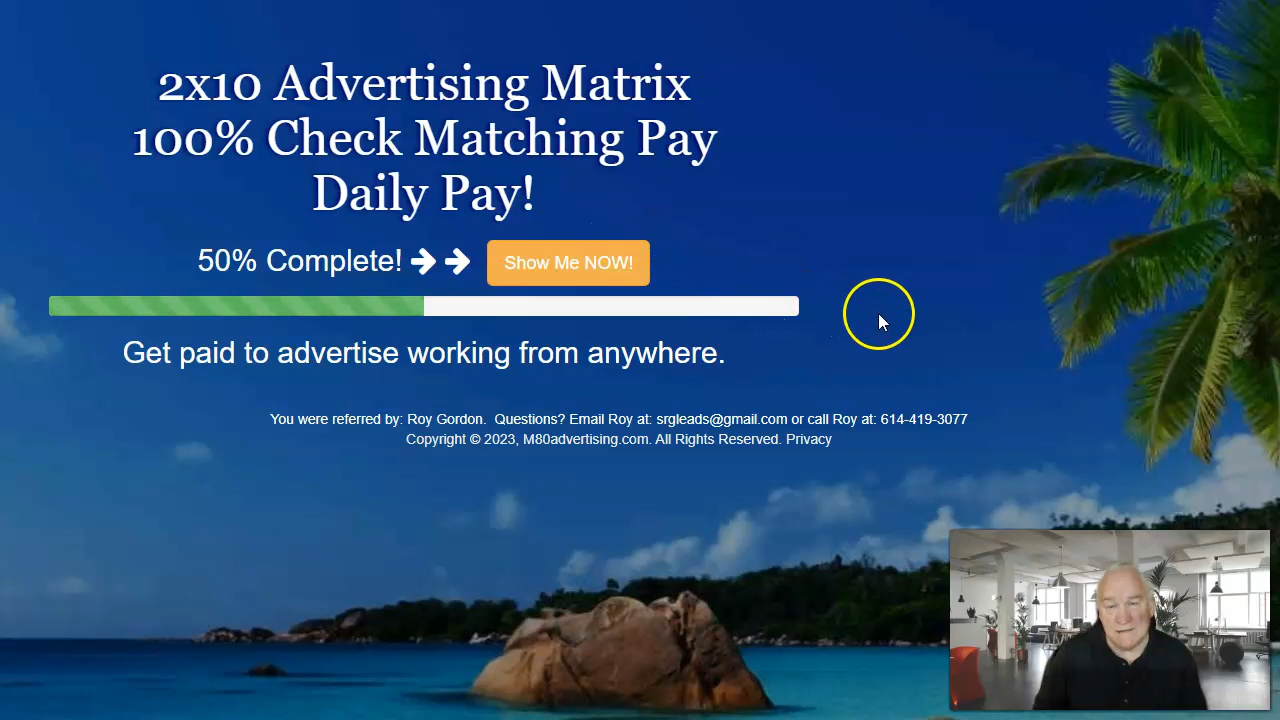 2x10 Advertising Matrix
100% Check Matching Pay
Daily Pay!
50% Complete! Show Me NOW!
Get paid to advertise working from anywhere.
You were referred by: Roy Gordon. Questions? Email Roy at: srgleads@gmail.com or call Roy at: 614-419-3077
Copyright © 2023, M80advertising.com. All Rights Reserved. Privacy